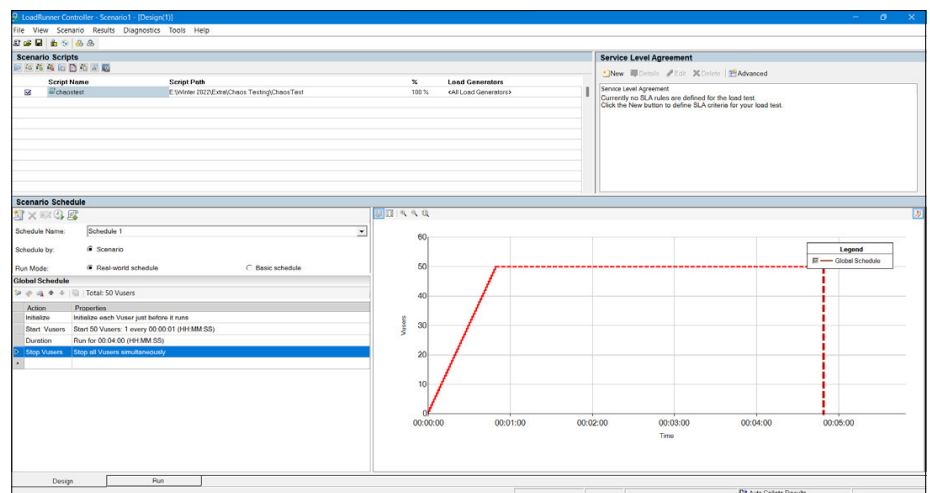 LoadRunner Controller - Scenario1 - [Design(1)]
File View Scenario Results Diagnostics Tools Help
Scenario Scripts
Script Name Script Path % Load Generators
chaostest E:\Winter 2022\Extra\Chaos Testing\ChaosTest 100 % <All Load Generators>
Service Level Agreement
New Details Edit Delete Advanced
Service Level Agreement
Currently no SLA rules are defined for the load test
Click the New button to define SLA criteria for your load test.
Scenario Schedule
Schedule Name: Schedule 1
Schedule by: Scenario
Run Mode: Real-world schedule Basic schedule
Global Schedule
Total: 50 Vusers
Action Properties
Initialize Initialize each Vuser just before it runs
Start Vusers Start 50 Vusers: 1 every 00:00:01 (HH:MM:SS)
Duration Run for 00:04:00 (HH:MM:SS)
Stop Vusers Stop all Vusers simultaneously
60
50
40
30
20
10
0
Vusers
00:00:00 00:01:00 00:02:00 00:03:00 00:04:00 00:05:00
Time
Legend
Global Schedule
Design Run
Auto Collate Results